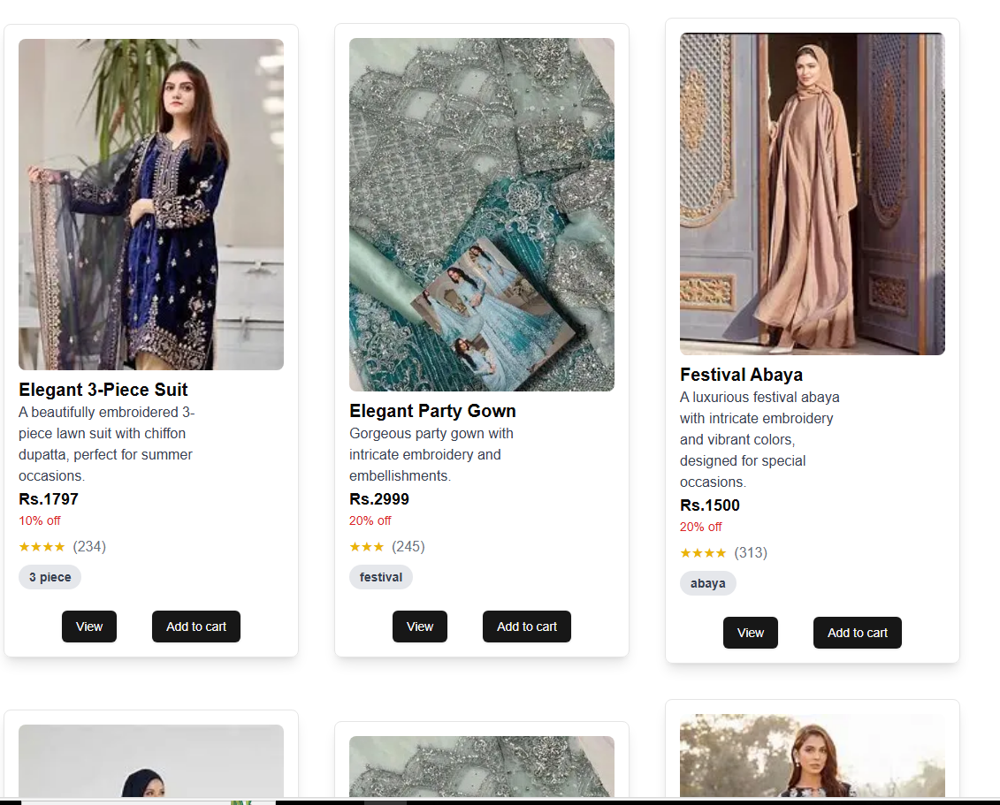 Elegant 3-Piece Suit
A beautifully embroidered 3-
piece lawn suit with chiffon
dupatta, perfect for summer
occasions.
Rs.1797
10% off
★★★★ (234)
3 piece
View
Add to cart
Elegant Party Gown
Gorgeous party gown with
intricate embroidery and
embellishments.
Rs.2999
20% off
★★★ (245)
festival
View
Add to cart
Festival Abaya
A luxurious festival abaya
with intricate embroidery
and vibrant colors,
designed for special
occasions.
Rs.1500
20% off
★★★★ (313)
abaya
View
Add to cart